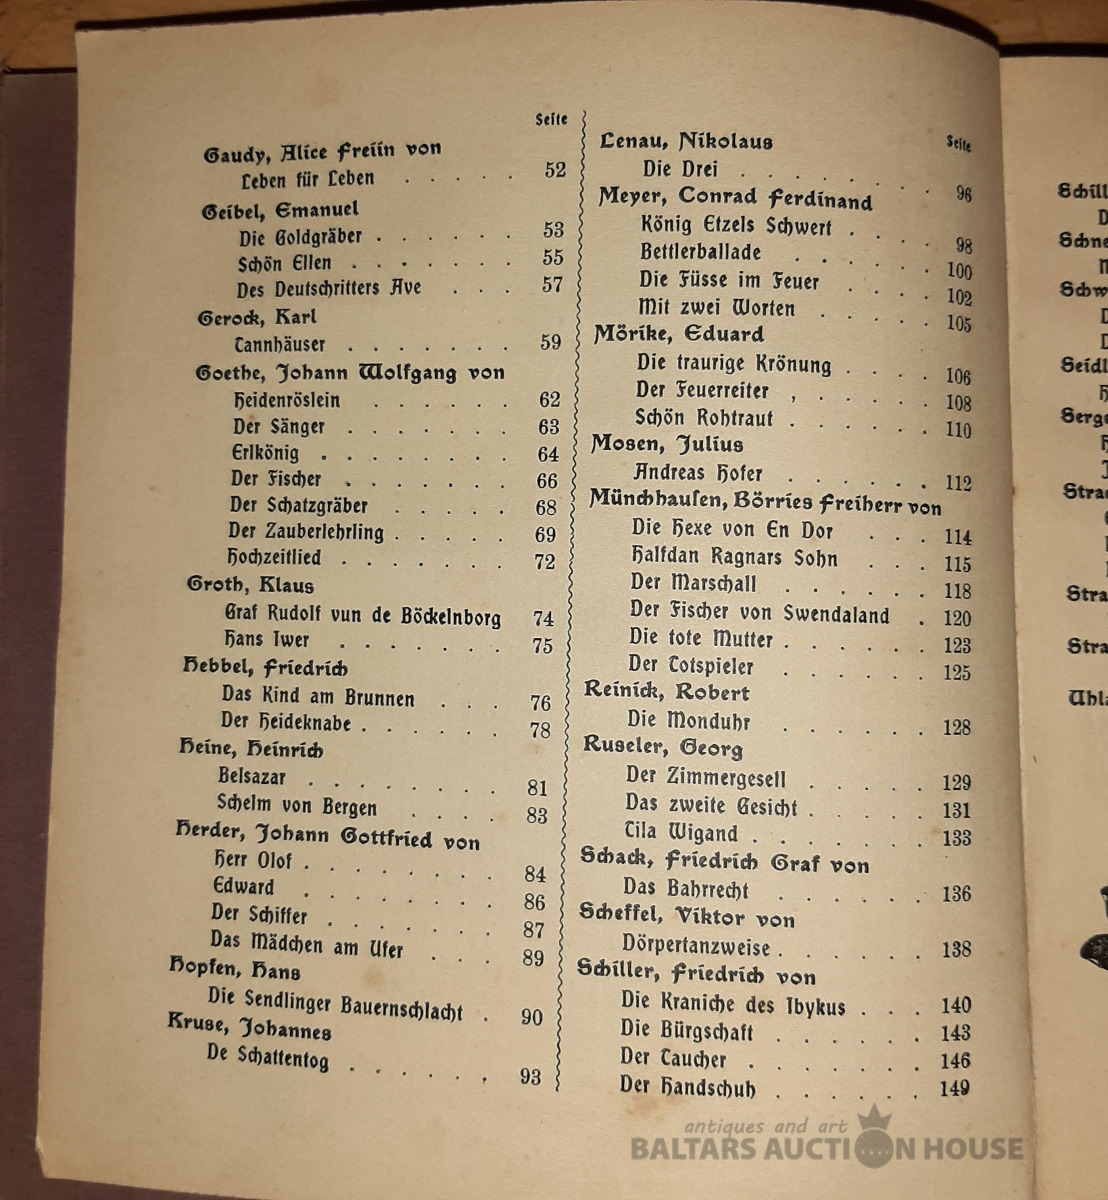 Seite
Gaudy, Alice Freiin von
Leben für Leben . . . . . 52
Geibel, Emanuel
Die Goldgräber . . . . . . 53
Schön Ellen . . . . . . . 55
Des Deutschritters Ave . . . 57
Gerock, Karl
Tannhäuser . . . . . . . 59
Goethe, Johann Wolfgang von
Heidenröslein . . . . . . 62
Der Sänger . . . . . . . 63
Erlkönig . . . . . . . . 64
Der Fischer . . . . . . . 66
Der Schatzgräber . . . . . 68
Der Zauberlehrling . . . . . 69
Hochzeitlied . . . . . . . 72
Groth, Klaus
Graf Rudolf vun de Böckelnborg 74
Hans Iwer . . . . . . . 75
Hebbel, Friedrich
Das Kind am Brunnen . . . 76
Der Heideknabe . . . . . . 78
Heine, Heinrich
Belsazar . . . . . . . . 81
Schelm von Bergen . . . . 83
Herder, Johann Gottfried von
Herr Olof . . . . . . . . 84
Edward . . . . . . . . 86
Der Schiffer . . . . . . . 87
Das Mädchen am Ufer . . . 89
Hopfen, Hans
Die Sendlinger Bauernschlacht . 90
Kruse, Johannes
De Schattentog . . . . . . 93
Seite
Lenau, Nikolaus
Die Drei . . . . . . . . 96
Meyer, Conrad Ferdinand
König Etzels Schwert . . . . 98
Bettlerballade . . . . . . 100
Die Füsse im Feuer . . . . 102
Mit zwei Worten . . . . . 105
Mörike, Eduard
Die traurige Krönung . . . . 106
Der Feuerreiter , . . . . . 108
Schön Rohtraut . . . . . . 110
Mosen, Julius
Andreas Hofer . . . . . . 112
Münchhausen, Börries Freiherr von
Die Hexe von En Dor . . . 114
Halfdan Ragnars Sohn . . . 115
Der Marschall . . . . . . 118
Der Fischer von Swendaland . 120
Die tote Mutter . . . . . . 123
Der Totspieler . . . . . . 125
Reinick, Robert
Die Monduhr . . . . . . 128
Ruseler, Georg
Der Zimmergesell . . . . . 129
Das zweite Gesicht . . . . . 131
Tila Wigand . . . . . . . 133
Schack, Friedrich Graf von
Das Bahrrecht . . . . . . 136
Scheffel, Viktor von
Dörpertanzweise . . . . . . 138
Schiller, Friedrich von
Die Kraniche des Ibykus . . . 140
Die Bürgschaft . . . . . . 143
Der Taucher . . . . . . . 146
Der Handschuh . . . . . . 149
antiques and art
BALTARS AUCTION HOUSE